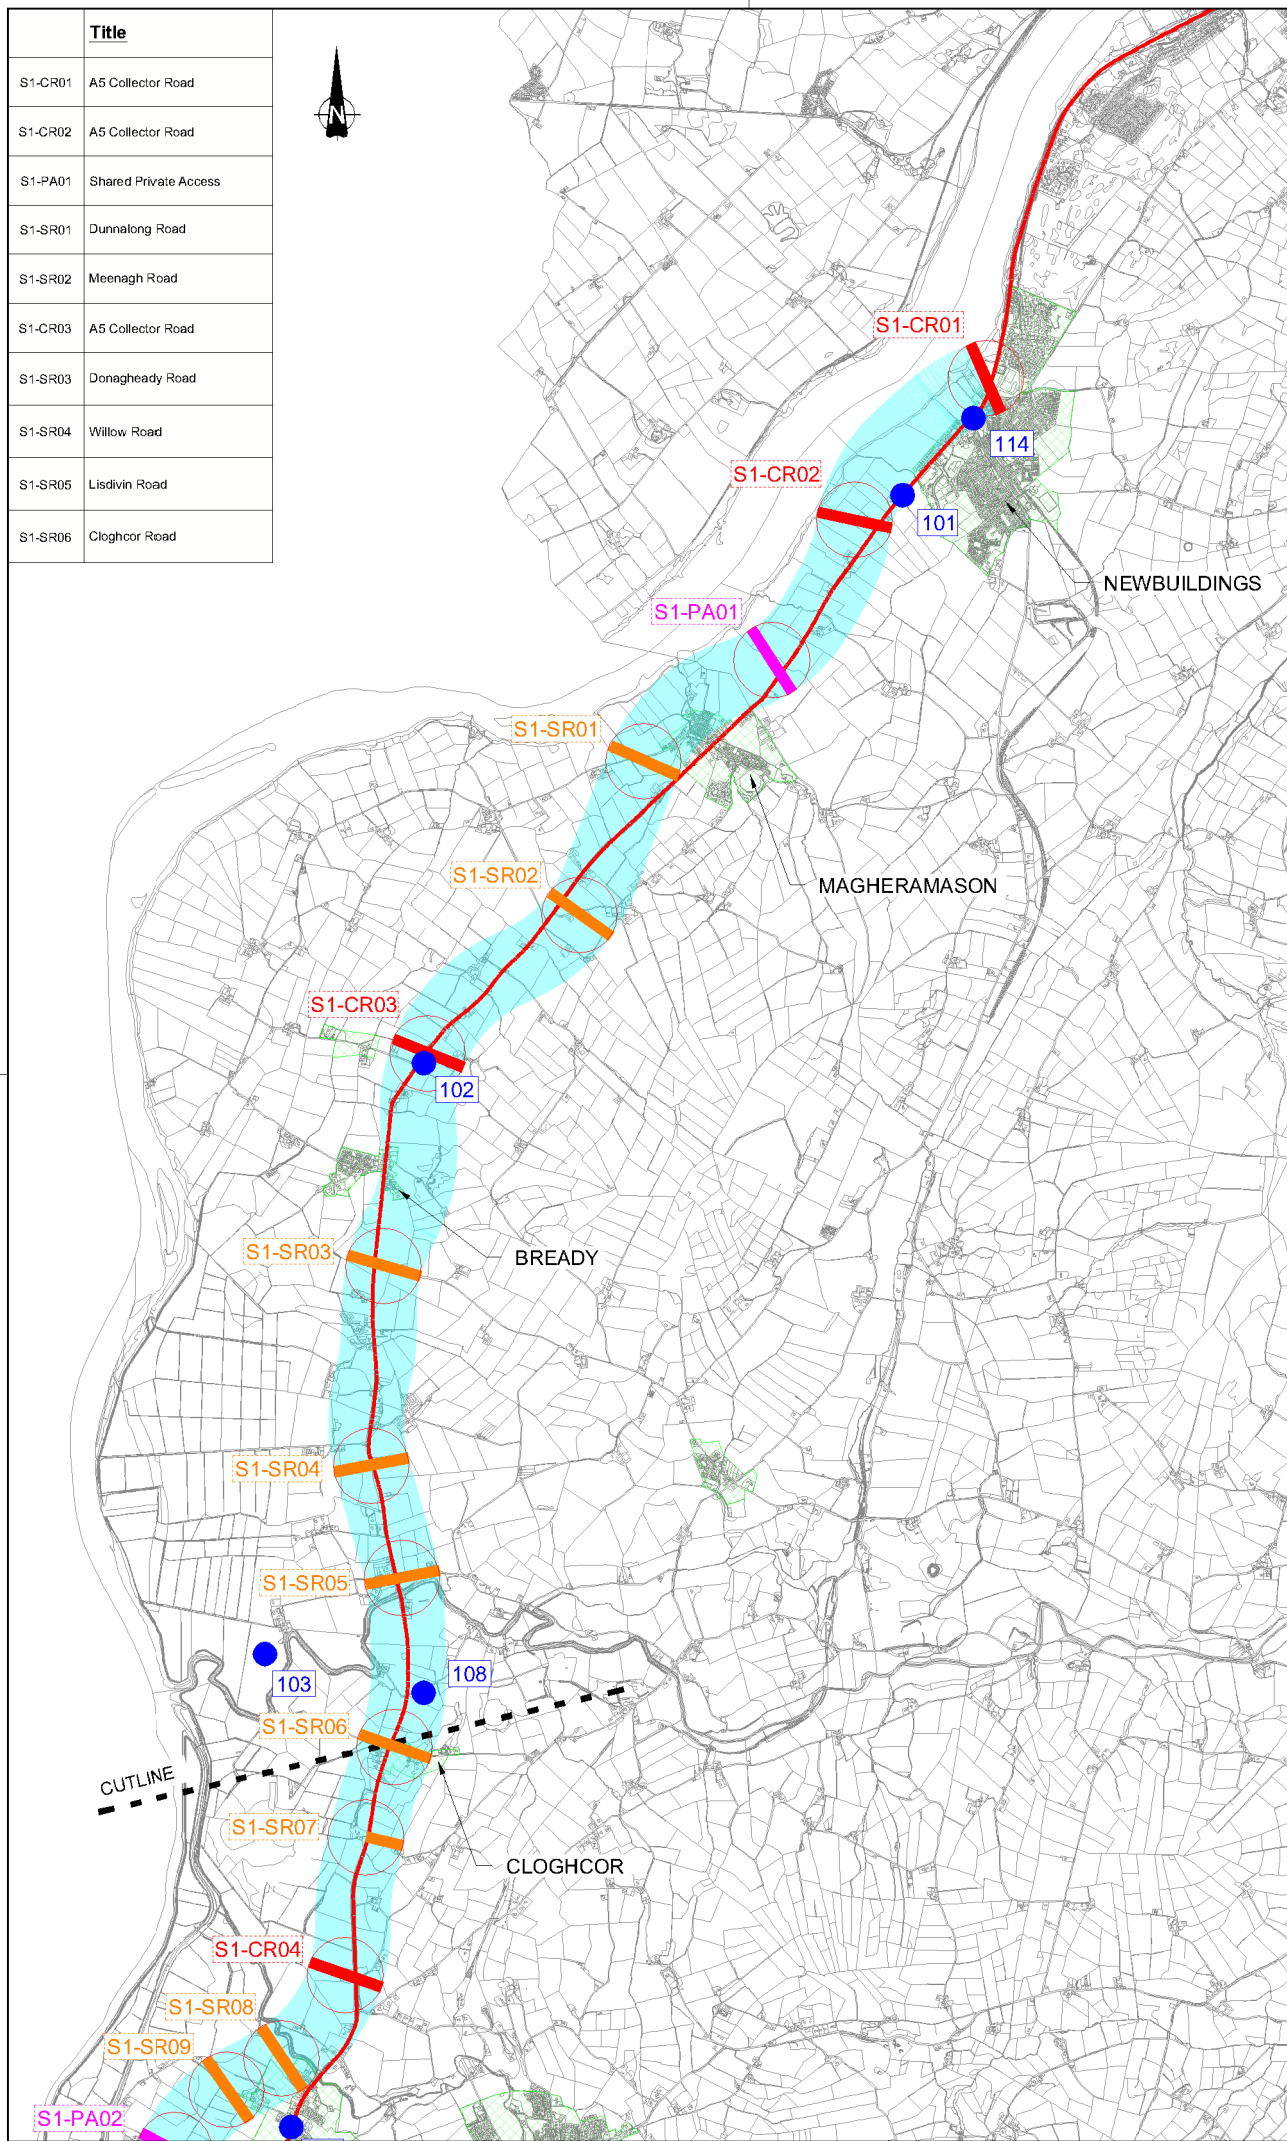 Title
S1-CR01 A5 Collector Road
S1-CR02 A5 Collector Road
S1-PA01 Shared Private Access
S1-SR01 Dunnalong Road
S1-SR02 Meenagh Road
S1-CR03 A5 Collector Road
S1-SR03 Donagheady Road
S1-SR04 Willow Road
S1-SR05 Lisdivin Road
S1-SR06 Cloghcor Road
N
S1-CR01
114
S1-CR02
101
NEWBUILDINGS
S1-PA01
S1-SR01
MAGHERAMASON
S1-SR02
S1-CR03
102
S1-SR03
BREADY
S1-SR04
S1-SR05
103
108
S1-SR06
CUTLINE
S1-SR07
CLOGHCOR
S1-CR04
S1-SR08
S1-SR09
S1-PA02